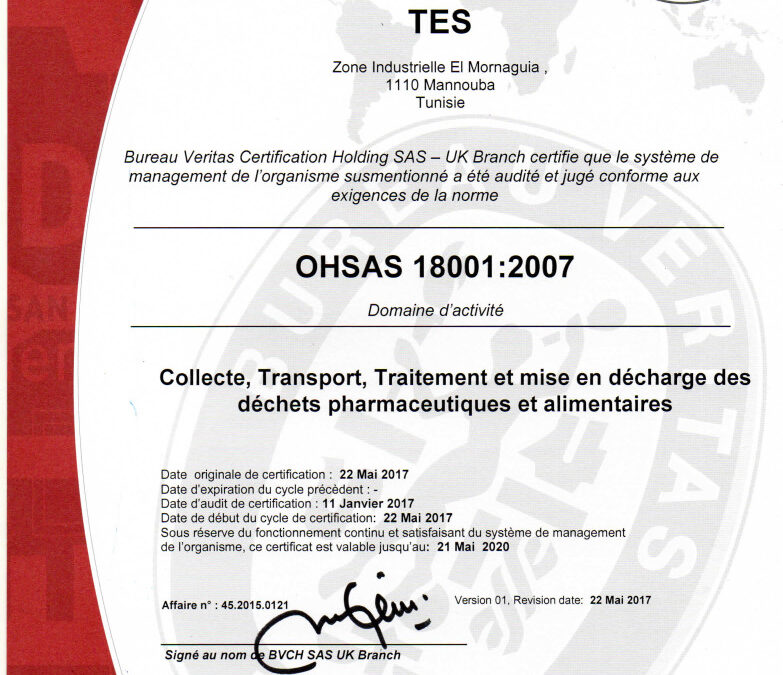 TES
Zone Industrielle El Mornaguia ,
1110 Mannouba
Tunisie
Bureau Veritas Certification Holding SAS – UK Branch certifie que le système de
management de l'organisme susmentionné a été audité et jugé conforme aux
exigences de la norme
OHSAS 18001:2007
Domaine d'activité
Collecte, Transport, Traitement et mise en décharge des
déchets pharmaceutiques et alimentaires
Date originale de certification : 22 Mai 2017
Date d'expiration du cycle précèdent : -
Date d'audit de certification : 11 Janvier 2017
Date de début du cycle de certification: 22 Mai 2017
Sous réserve du fonctionnement continu et satisfaisant du système de management
de l'organisme, ce certificat est valable jusqu'au: 21 Mai 2020
Affaire n° : 45.2015.0121
Version 01, Revision date: 22 Mai 2017
Signé au nom de BVCH SAS UK Branch
BUREAU VERITAS